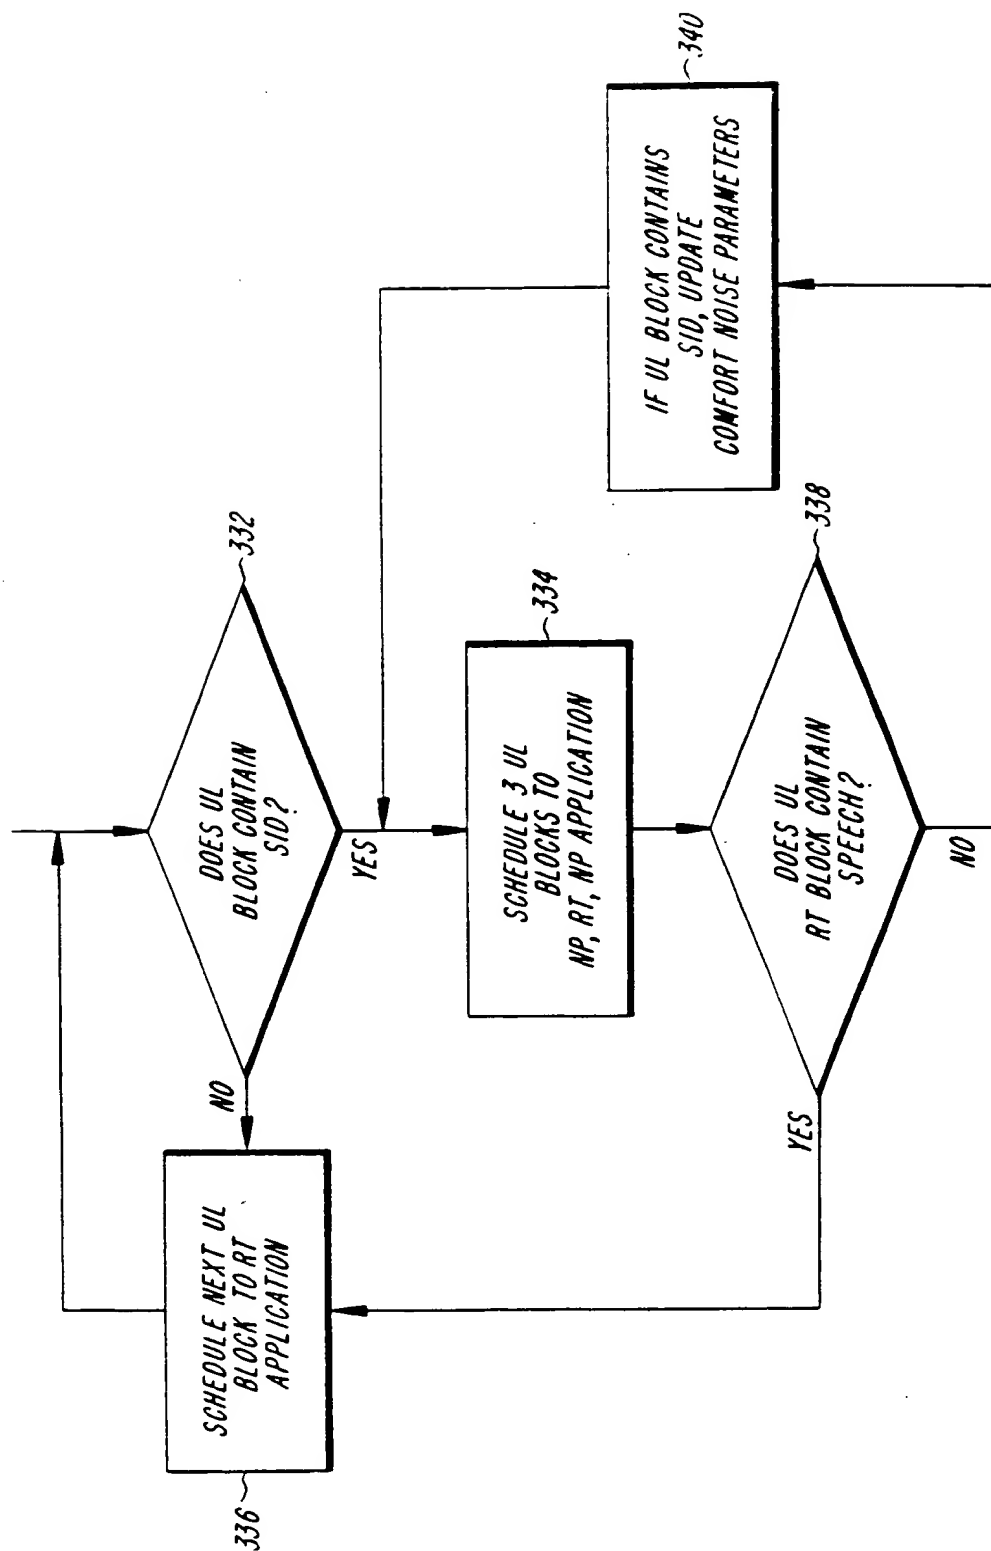 332
DOES UL
BLOCK CONTAIN
SID?
NO
YES
336
SCHEDULE NEXT UL
BLOCK TO RT
APPLICATION
334
SCHEDULE 3 UL
BLOCKS TO
NP, RT, NP APPLICATION
340
IF UL BLOCK CONTAINS
SID, UPDATE
COMFORT NOISE PARAMETERS
338
DOES UL
RT BLOCK CONTAIN
SPEECH?
YES
NO